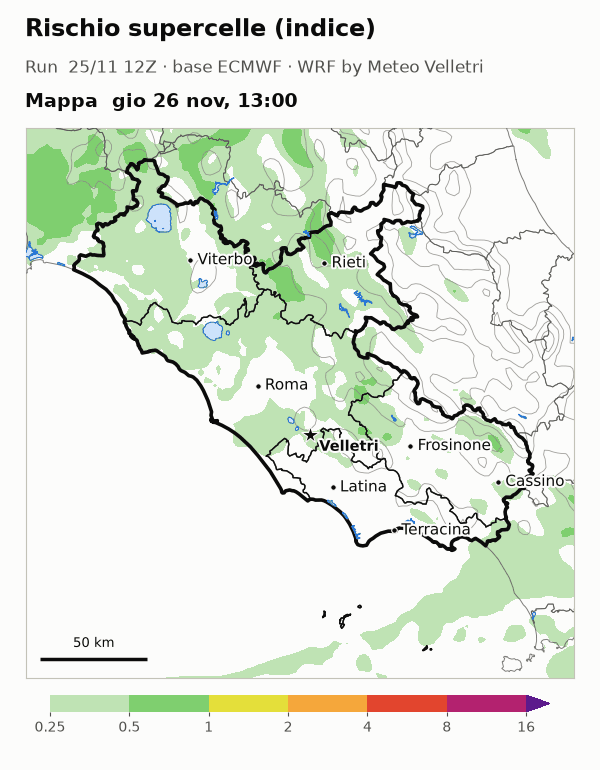 Rischio supercelle (indice)
Run  25/11 12Z · base ECMWF · WRF by Meteo Velletri
Mappa  gio 26 nov, 13:00
Viterbo
Rieti
Roma
Velletri
Frosinone
Latina
Cassino
Terracina
50 km
0.25 0.5 1 2 4 8 16